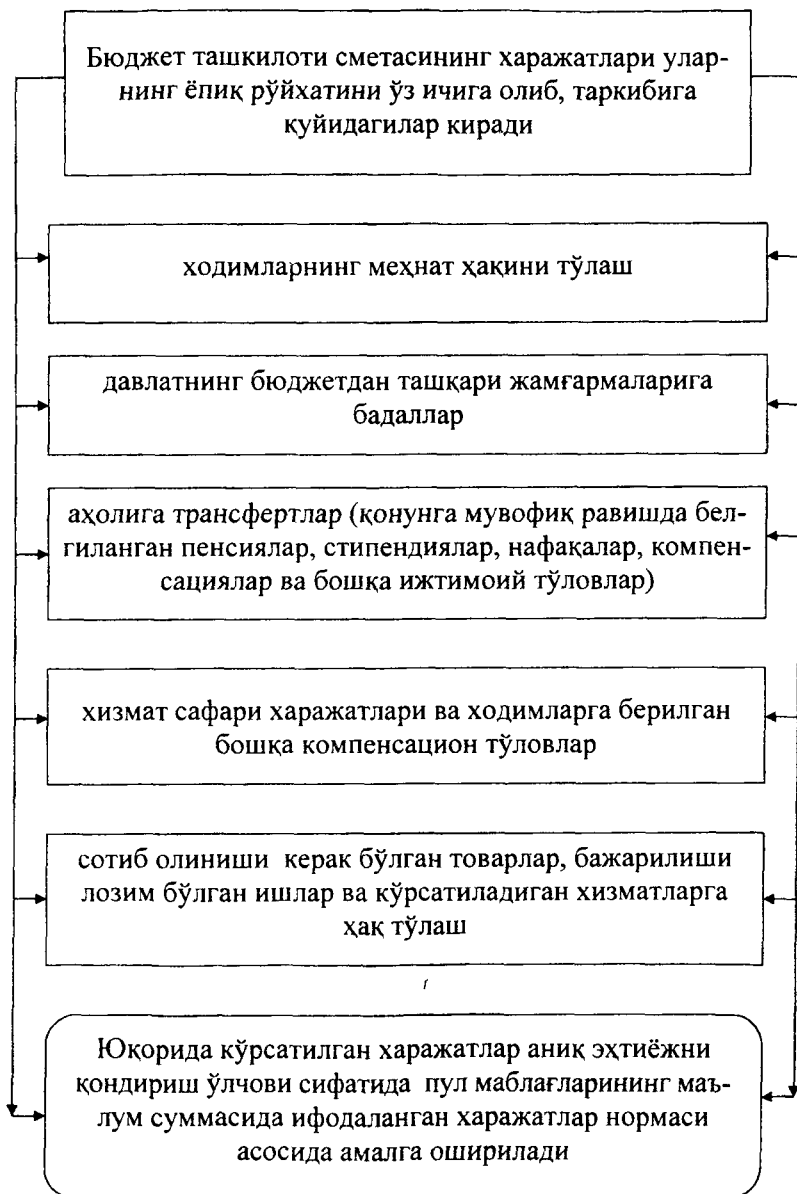 Бюджет ташкилоти сметасининг харажатлари улар-
нинг ёпиқ рўйхатини ўз ичига олиб, таркибига
қуйидагилар киради
ходимларнинг меҳнат ҳақини тўлаш
давлатнинг бюджетдан ташқари жамғармаларига
бадаллар
аҳолига трансфертлар (қонунга мувофиқ равишда бел-
гиланган пенсиялар, стипендиялар, нафақалар, компен-
сациялар ва бошқа ижтимоий тўловлар)
хизмат сафари харажатлари ва ходимларга берилган
бошқа компенсацион тўловлар
сотиб олиниши керак бўлган товарлар, бажарилиши
лозим бўлган ишлар ва кўрсатиладиган хизматларга
ҳақ тўлаш
Юқорида кўрсатилган харажатлар аниқ эҳтиёжни
қондириш ўлчови сифатида пул маблағларининг маъ-
лум суммасида ифодаланган харажатлар нормаси
асосида амалга оширилади